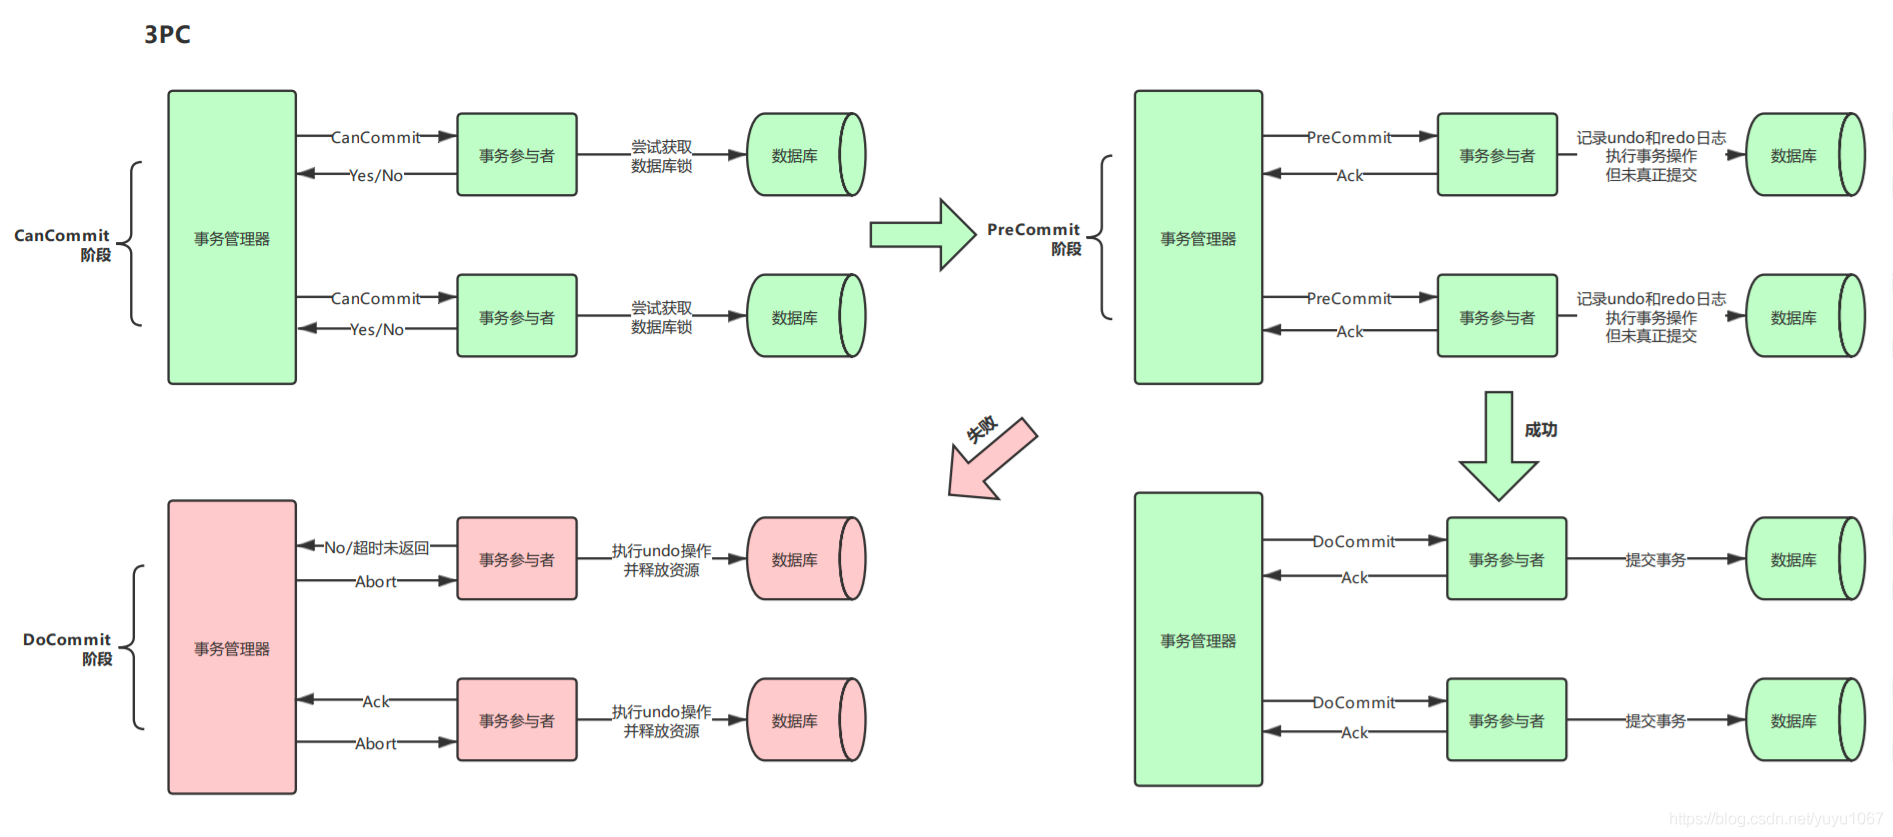 3PC
CanCommit
阶段
事务管理器
CanCommit
Yes/No
事务参与者
尝试获取
数据库锁
数据库
CanCommit
Yes/No
事务参与者
尝试获取
数据库锁
数据库
PreCommit
阶段
事务管理器
PreCommit
Ack
事务参与者
记录undo和redo日志
执行事务操作
但未真正提交
数据库
PreCommit
Ack
事务参与者
记录undo和redo日志
执行事务操作
但未真正提交
数据库
失败
成功
DoCommit
阶段
事务管理器
No/超时未返回
Abort
事务参与者
执行undo操作
并释放资源
数据库
Ack
Abort
事务参与者
执行undo操作
并释放资源
数据库
事务管理器
DoCommit
Ack
事务参与者
提交事务
数据库
DoCommit
Ack
事务参与者
提交事务
数据库
https://blog.csdn.net/yuyu1067